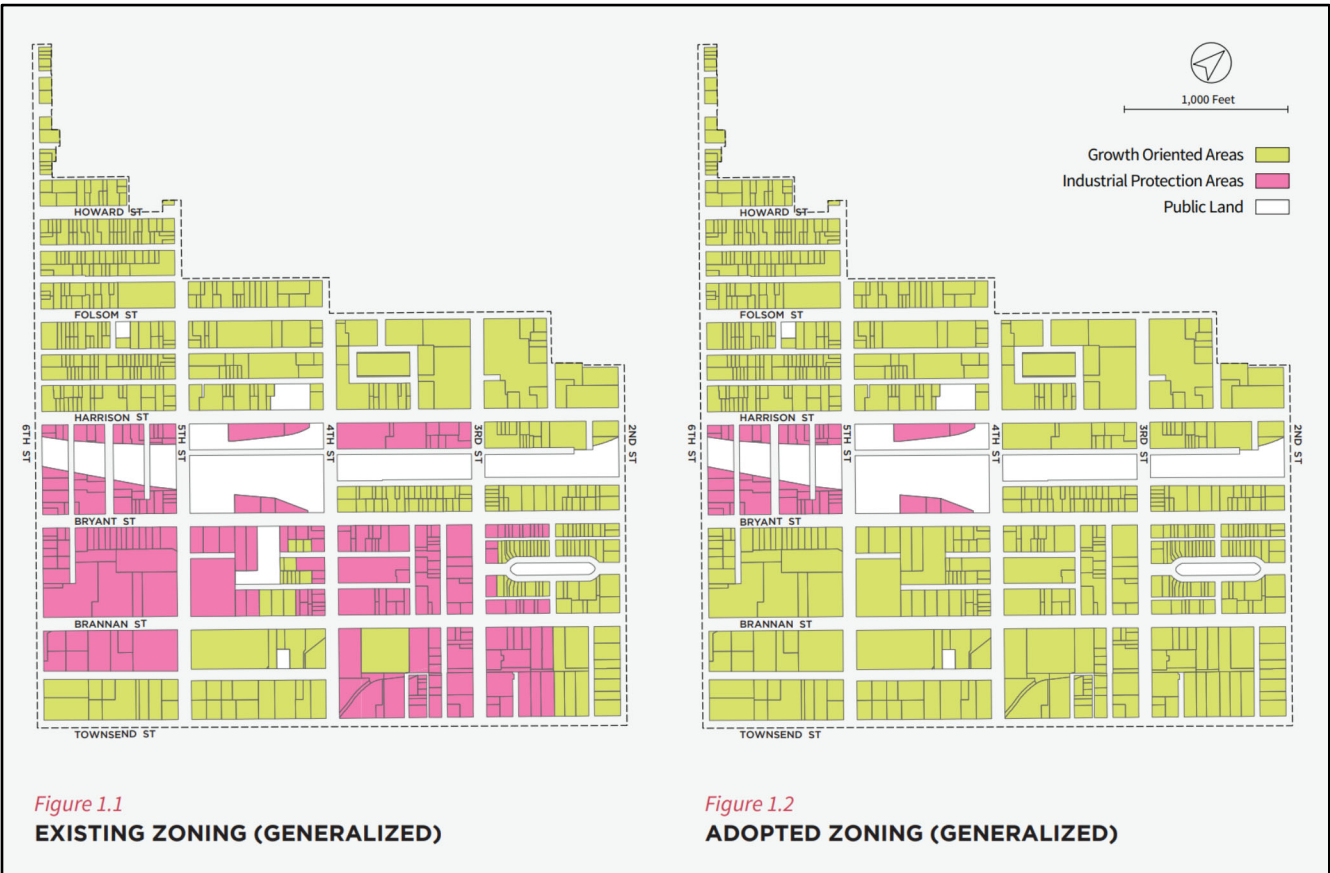 1,000 Feet
Growth Oriented Areas
Industrial Protection Areas
Public Land
HOWARD ST
FOLSOM ST
HARRISON ST
6TH ST
5TH ST
4TH ST
3RD ST
2ND ST
BRYANT ST
BRANNAN ST
TOWNSEND ST
HOWARD ST
FOLSOM ST
HARRISON ST
6TH ST
5TH ST
4TH ST
3RD ST
2ND ST
BRYANT ST
BRANNAN ST
TOWNSEND ST
Figure 1.1
EXISTING ZONING (GENERALIZED)
Figure 1.2
ADOPTED ZONING (GENERALIZED)